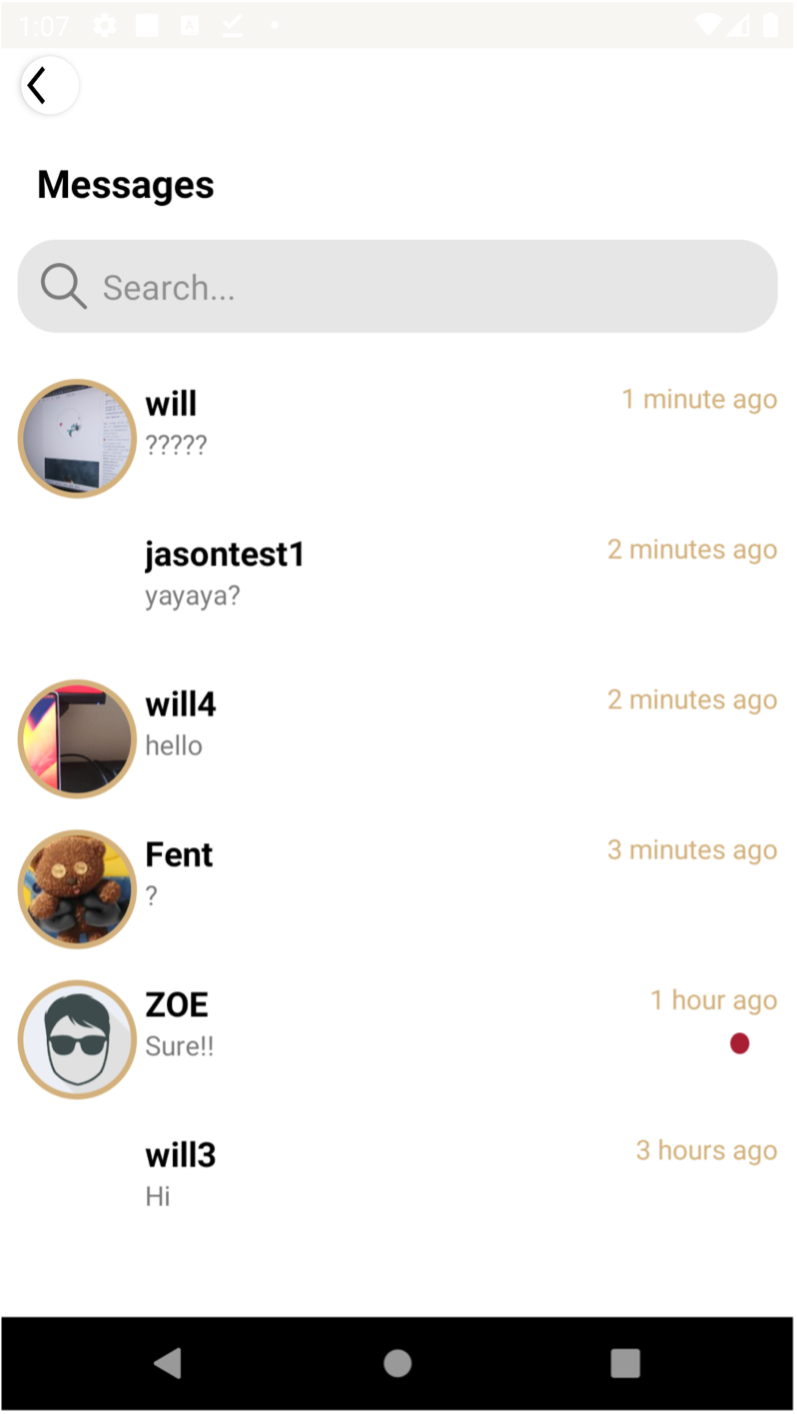 1:07
Messages
Search...
will
1 minute ago
?????
jasontest1
2 minutes ago
yayaya?
will4
2 minutes ago
hello
Fent
3 minutes ago
?
ZOE
1 hour ago
Sure!!
will3
3 hours ago
Hi